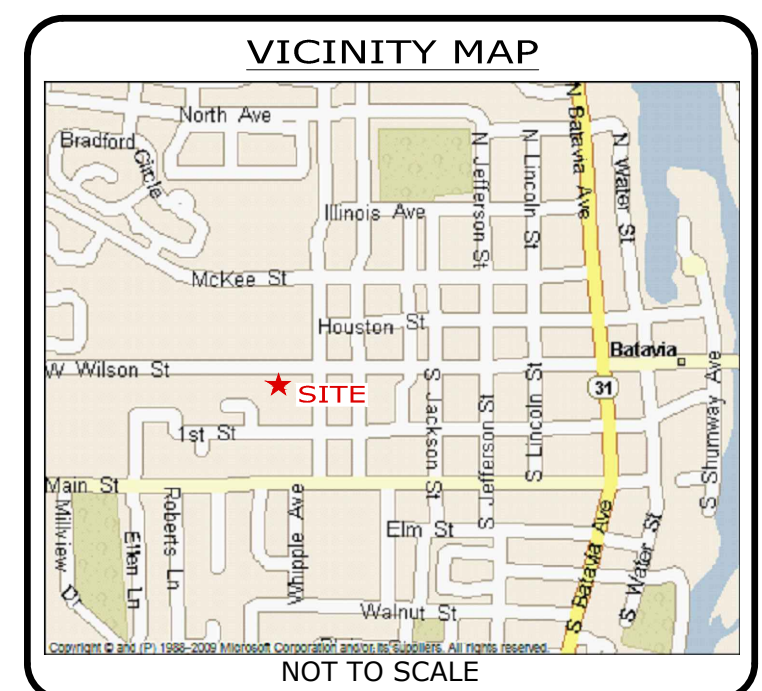 VICINITY MAP
North Ave
Bradford
Circle
N Batavia Ave
N Jefferson St
N Lincoln St
N Water St
Illinois Ave
McKee St
Houston St
Batavia
W Wilson St
SITE
31
S Jackson St
S Jefferson St
S Lincoln St
S Shumway Ave
1st St
Main St
Millview Dr
Ellen Ln
Roberts Ln
Whipple Ave
Elm St
S Batavia Ave
S Water St
Walnut St
Copyright © and (P) 1988–2009 Microsoft Corporation and/or its suppliers. All rights reserved.
NOT TO SCALE